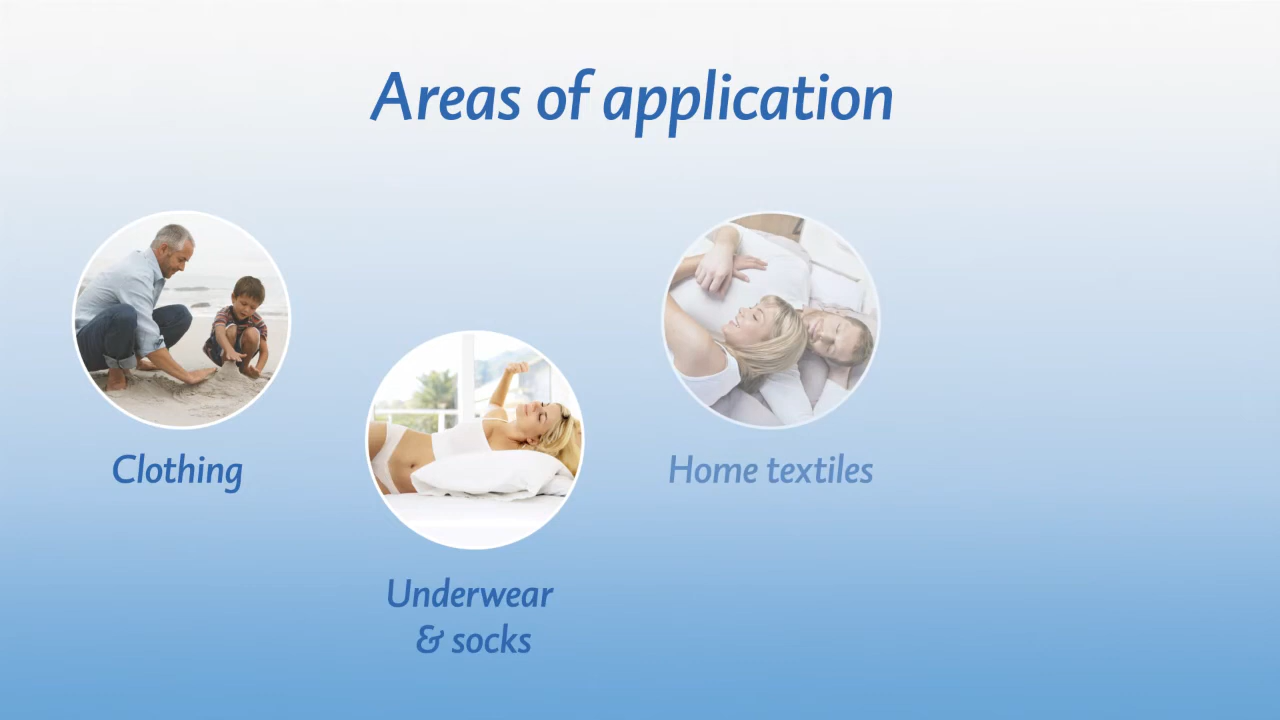 Areas of application
Clothing
Underwear
& socks
Home textiles